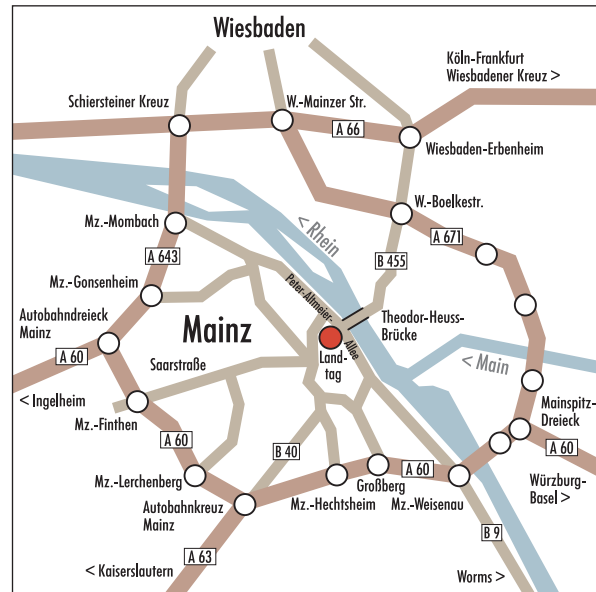 Wiesbaden
Köln-Frankfurt
Wiesbadener Kreuz >
Schiersteiner Kreuz
W.-Mainzer Str.
A 66
Wiesbaden-Erbenheim
W.-Boelkestr.
Mz.-Mombach
< Rhein
A 671
A 643
B 455
Mz.-Gonsenheim
Peter-Altmeier-
Allee
Autobahndreieck
Mainz
Mainz
Theodor-Heuss-
Brücke
Land-
tag
A 60
Saarstraße
< Main
< Ingelheim
Mz.-Finthen
Mainspitz-
Dreieck
A 60
A 60
B 40
A 60
Mz.-Lerchenberg
Großberg
Würzburg-
Basel >
Autobahnkreuz
Mainz
Mz.-Hechtsheim
Mz.-Weisenau
B 9
A 63
< Kaiserslautern
Worms >